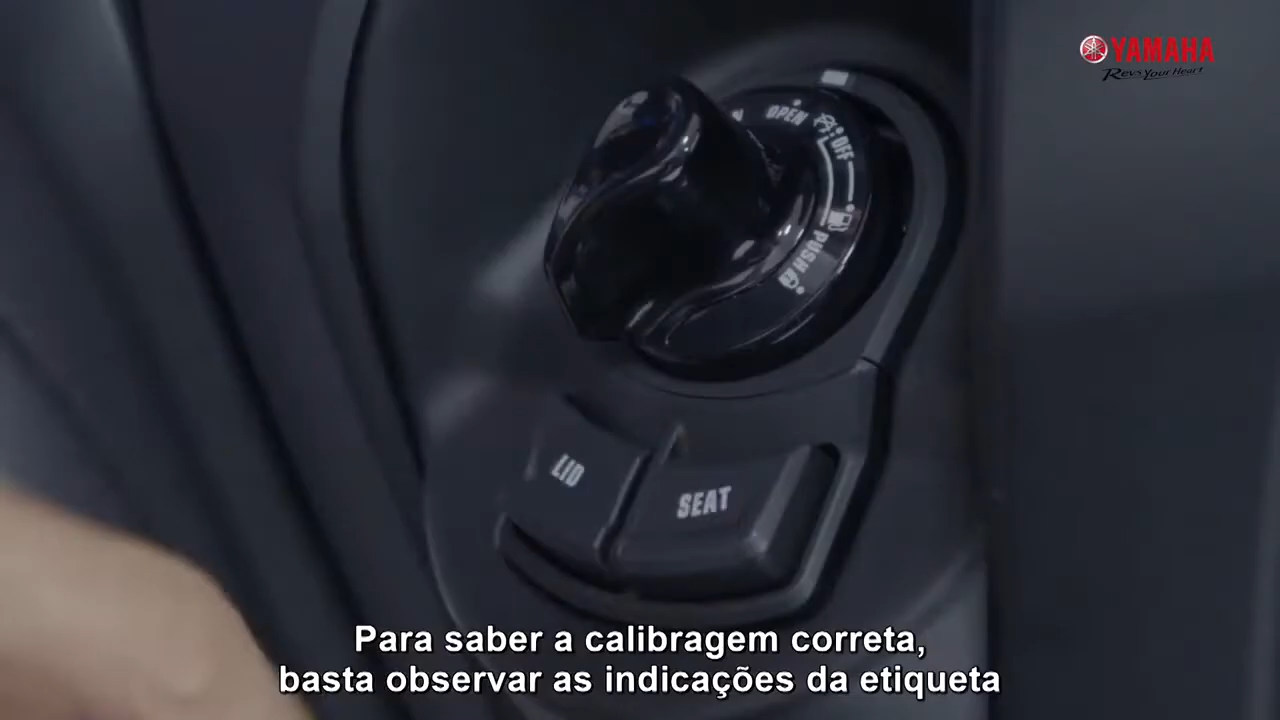 YAMAHA
Revs Your Heart
OPEN
OFF
PUSH
LID
SEAT
Para saber a calibragem correta,
basta observar as indicações da etiqueta